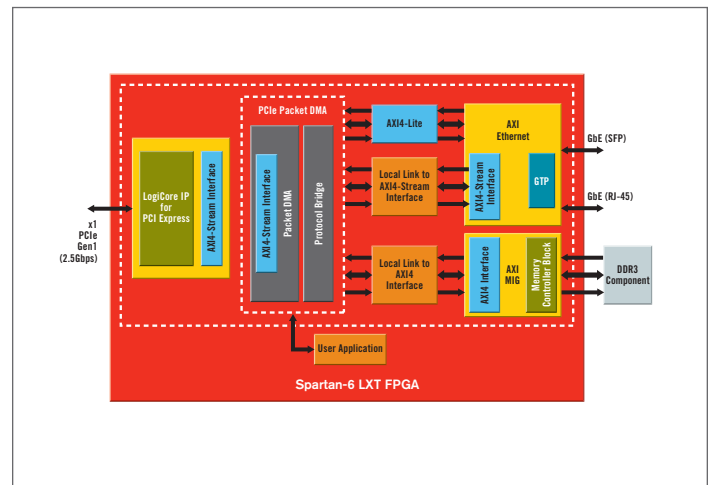 x1
PCIe
Gen1
(2.5Gbps)
LogiCore IP
for
PCI Express
AXI4-Stream Interface
PCIe Packet DMA
AXI4-Stream Interface
Packet DMA
Protocol Bridge
AXI4-Lite
Local Link to
AXI4-Stream
Interface
Local Link to
AXI4
Interface
AXI
Ethernet
AXI4-Stream
Interface
GTP
AXI4 Interface
AXI
MIG
Memory
Controller Block
GbE (SFP)
GbE (RJ-45)
DDR3
Component
User Application
Spartan-6 LXT FPGA